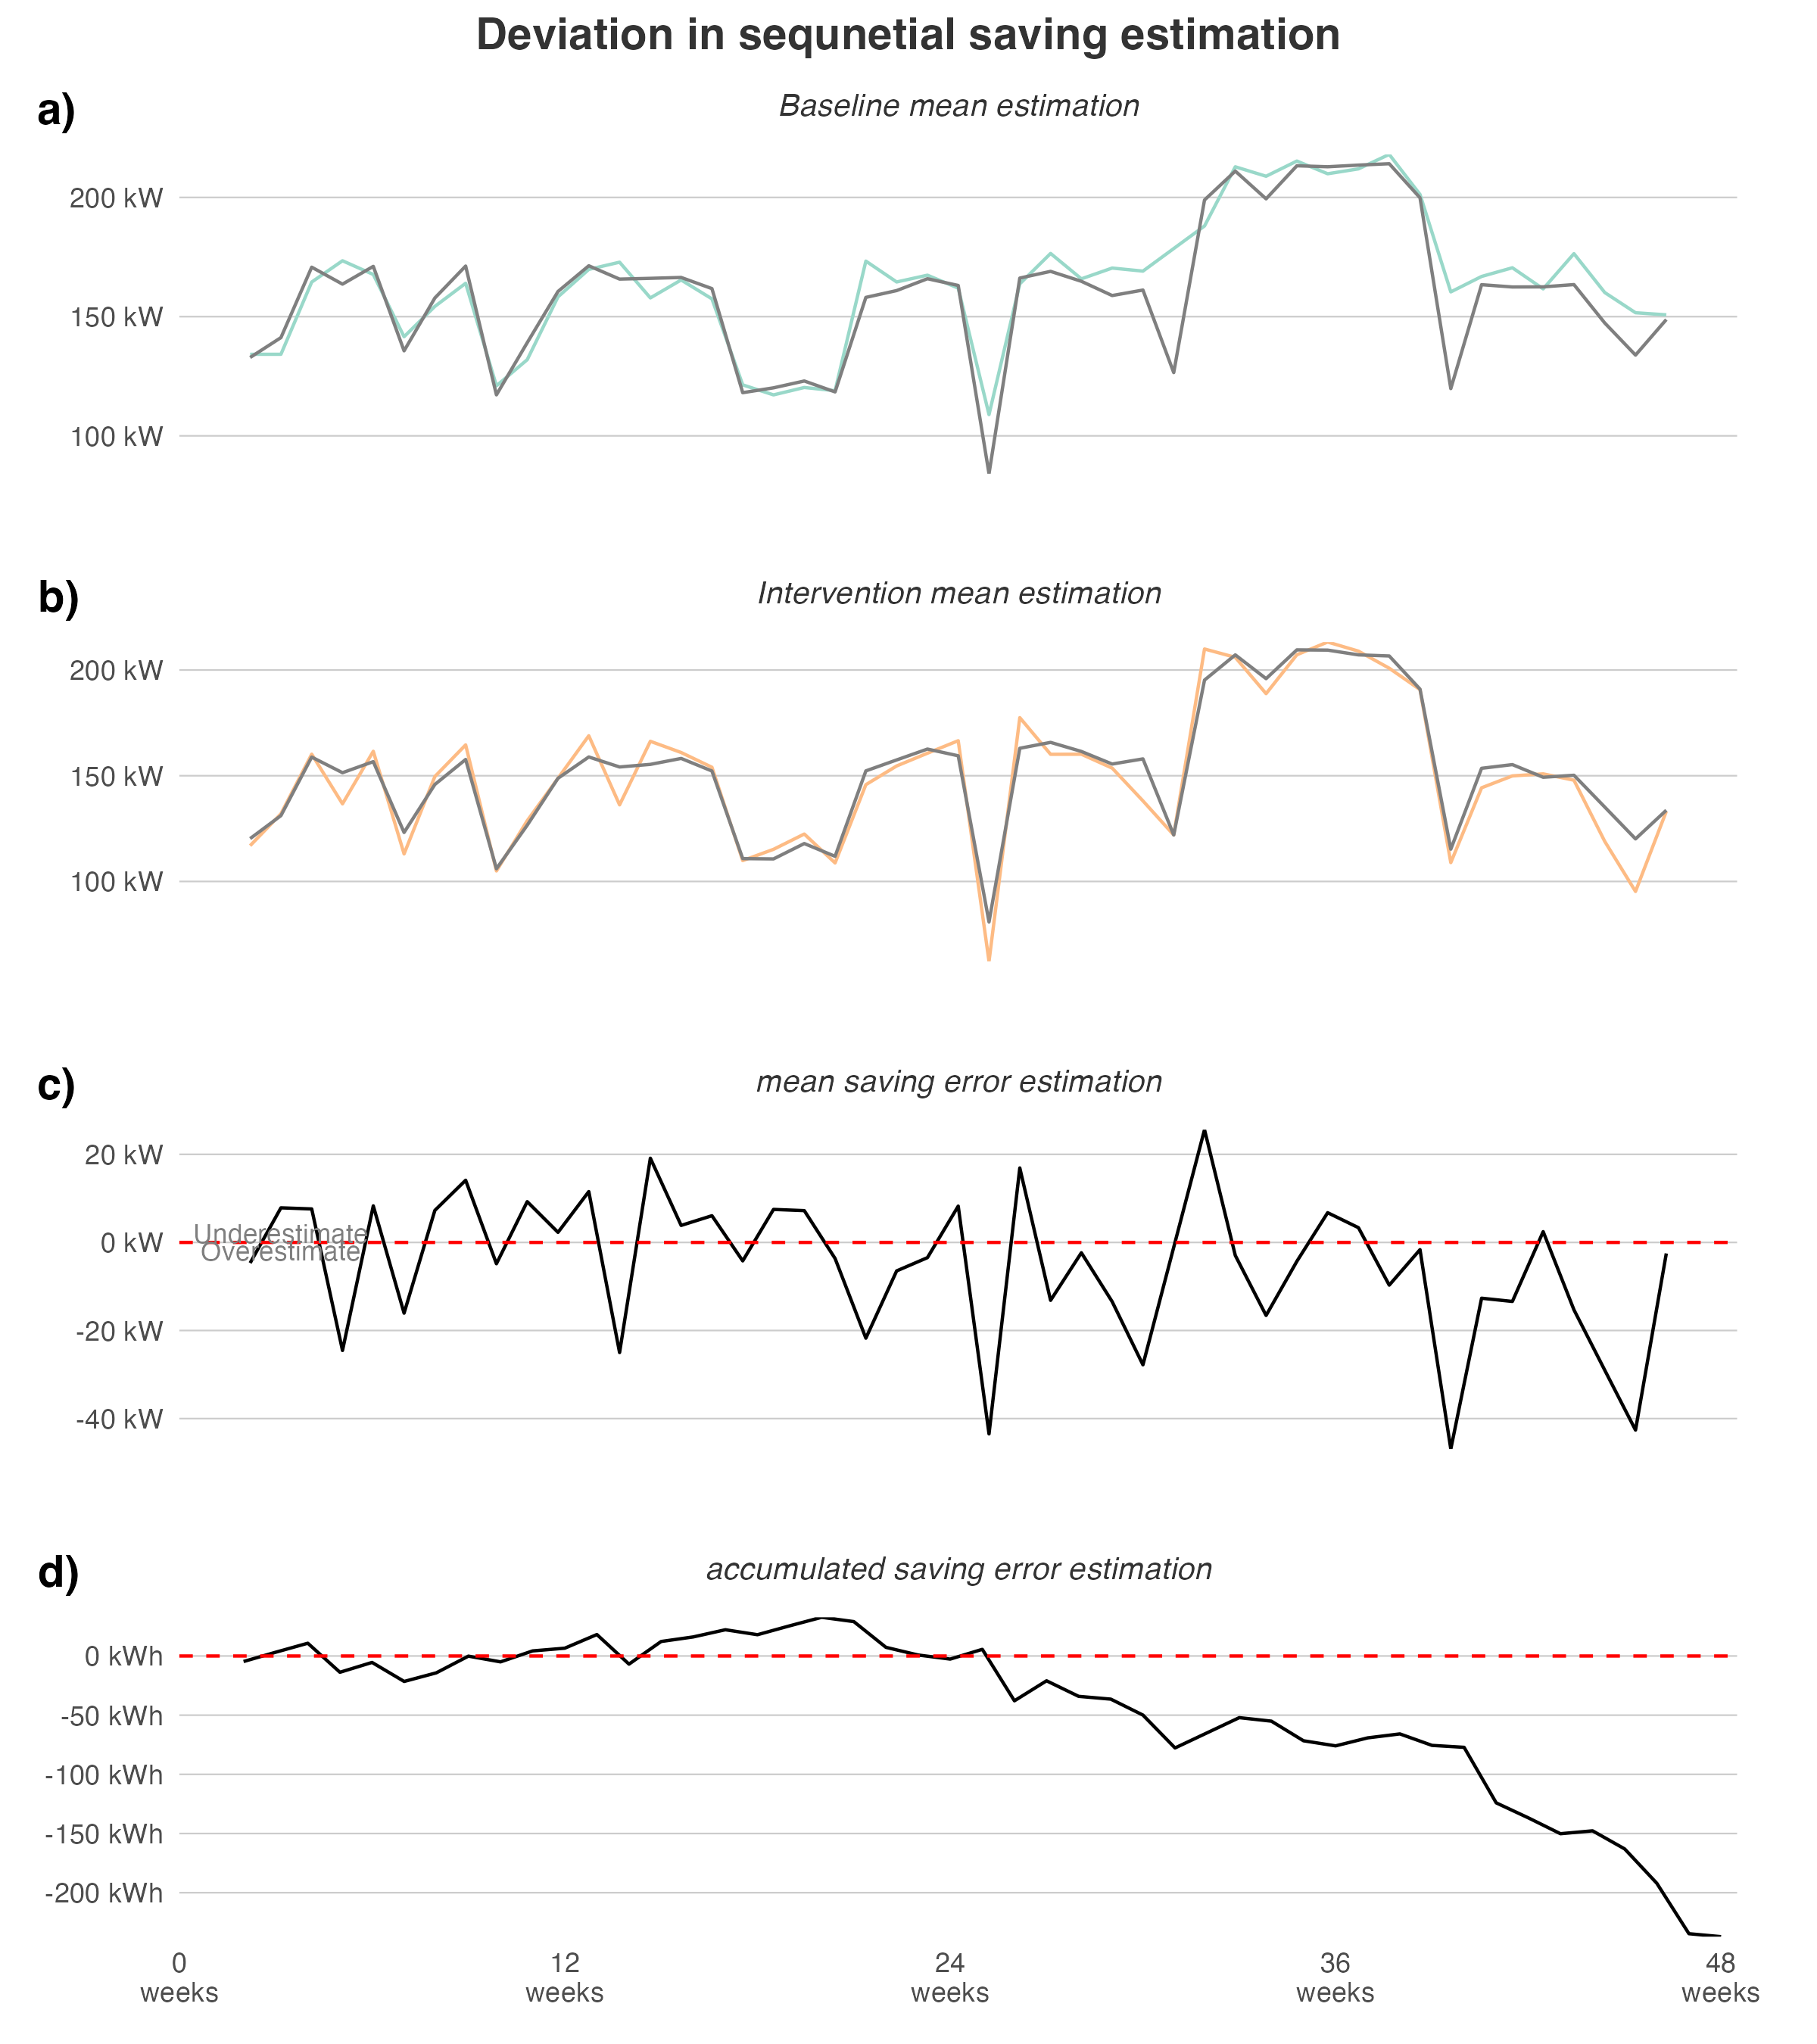 Deviation in sequnetial saving estimation
a)
Baseline mean estimation
200 kW
150 kW
100 kW
b)
Intervention mean estimation
200 kW
150 kW
100 kW
c)
mean saving error estimation
20 kW
Underestimate
0 kW
Overestimate
-20 kW
-40 kW
d)
accumulated saving error estimation
0 kWh
-50 kWh
-100 kWh
-150 kWh
-200 kWh
0 12 24 36 48
weeks weeks weeks weeks weeks